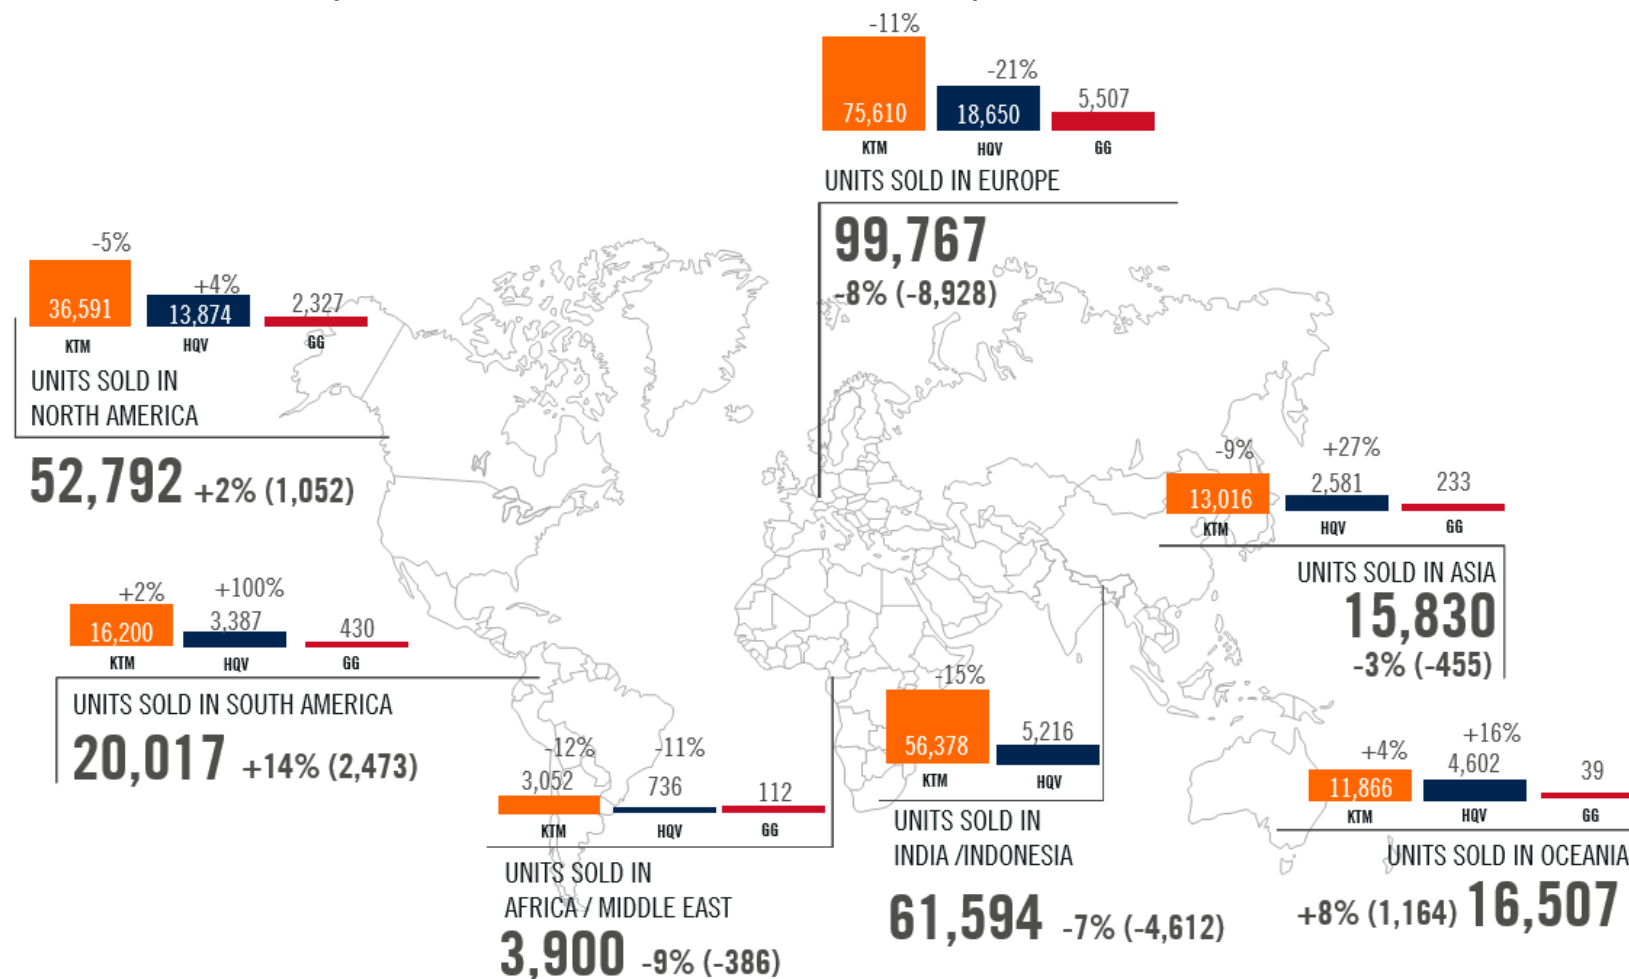 -11%
-21%
5,507
75,610
18,650
KTM
HQV
GG
UNITS SOLD IN EUROPE
99,767
-8% (-8,928)
-5%
+4%
2,327
36,591
13,874
KTM
HQV
GG
UNITS SOLD IN
NORTH AMERICA
52,792 +2% (1,052)
-9%
+27%
13,016
2,581
233
KTM
HQV
GG
UNITS SOLD IN ASIA
15,830
-3% (-455)
+2%
+100%
16,200
3,387
430
KTM
HQV
GG
UNITS SOLD IN SOUTH AMERICA
20,017 +14% (2,473)
-12%
-11%
3,052
736
112
KTM
HQV
GG
UNITS SOLD IN
AFRICA / MIDDLE EAST
3,900 -9% (-386)
-15%
5,216
56,378
KTM
HQV
UNITS SOLD IN
INDIA /INDONESIA
61,594 -7% (-4,612)
+4%
+16%
11,866
4,602
39
KTM
HQV
GG
UNITS SOLD IN OCEANIA
+8% (1,164) 16,507